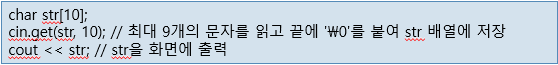 char str[10];
cin.get(str, 10); // 최대 9개의 문자를 읽고 끝에 '₩0'를 붙여 str 배열에 저장
cout << str; // str을 화면에 출력